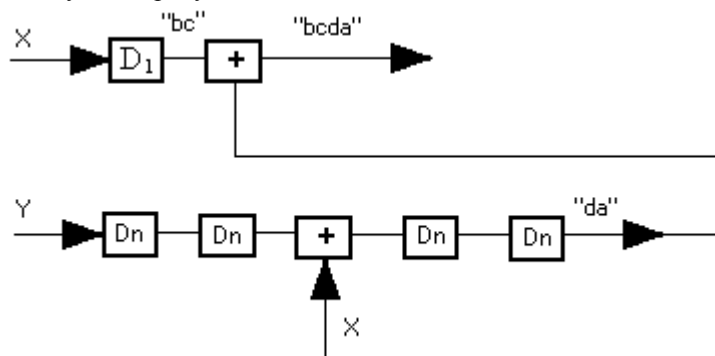 "bc" "bcda"
X D₁ +
"da"
Y Dn Dn + Dn Dn
X